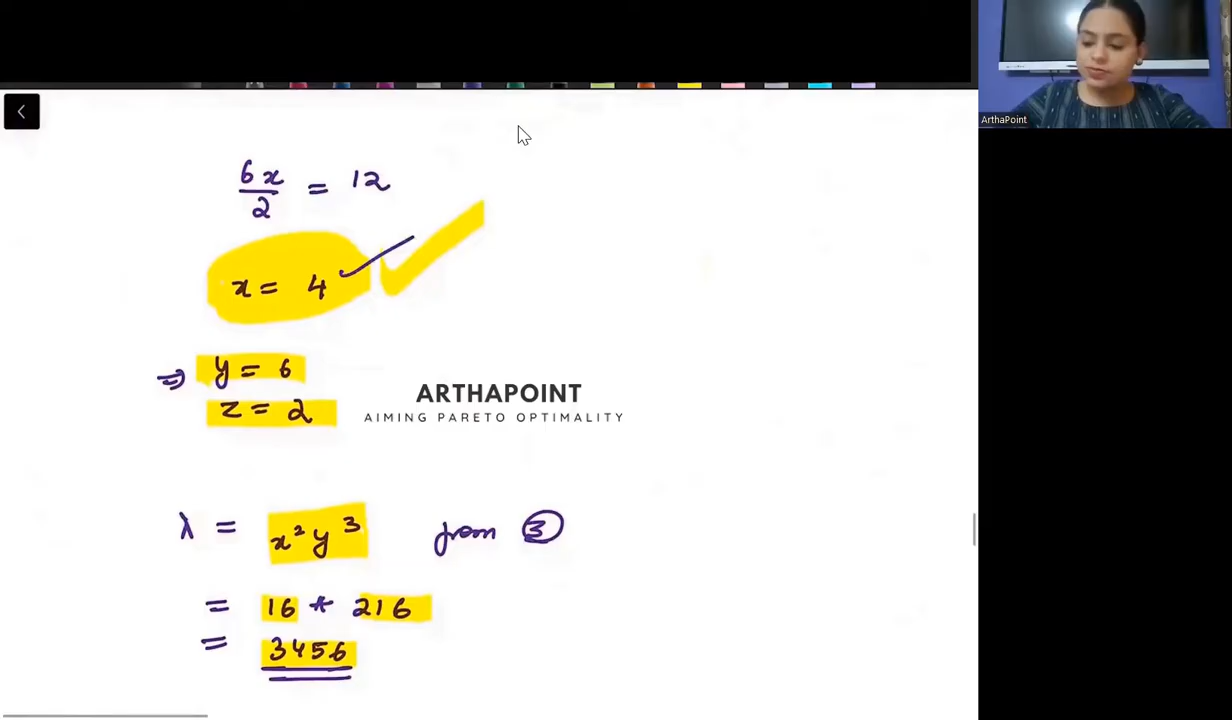 6x/2 = 12
x = 4
⇒ y = 6
z = 2
ARTHAPOINT
AIMING PARETO OPTIMALITY
λ = x²y³ from ③
= 16 * 216
= 3456
ArthaPoint